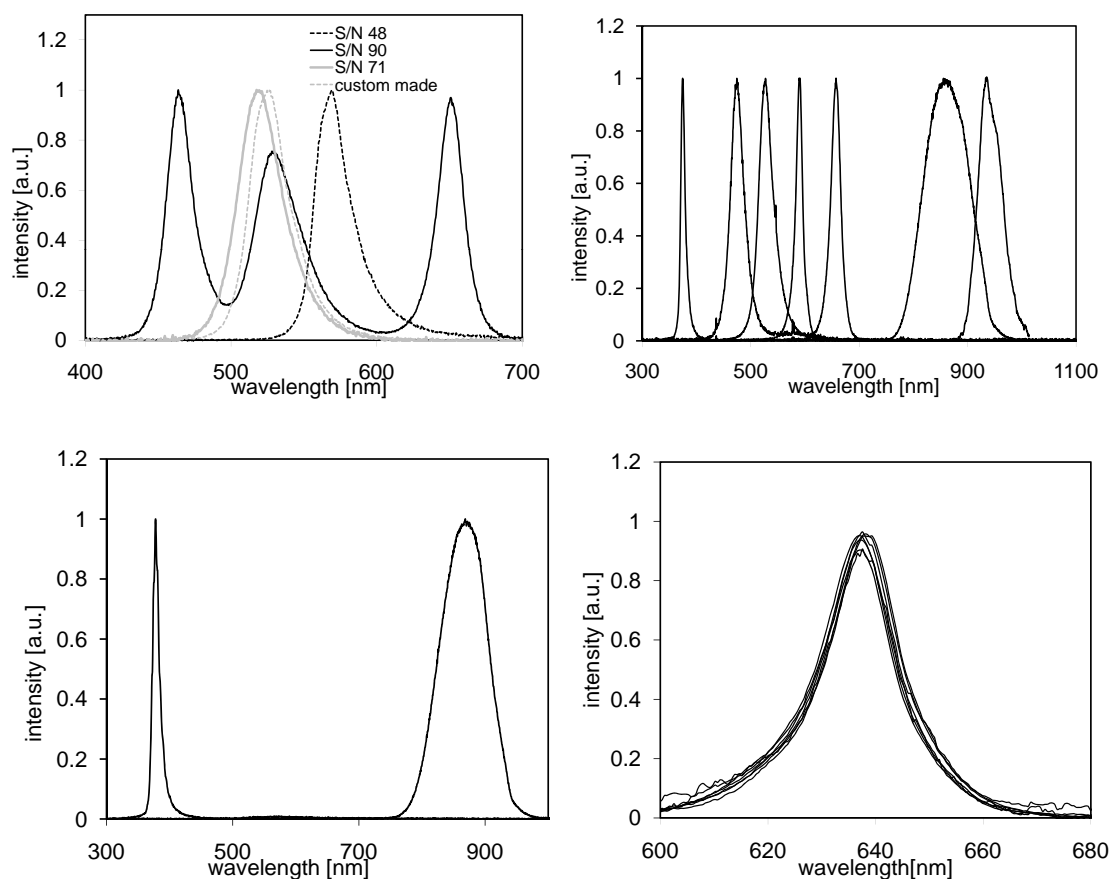 1.2
1
0.8
0.6
0.4
0.2
0
intensity [a.u.]
S/N 48
S/N 90
S/N 71
custom made
400 500 600 700
wavelength [nm]
1.2
1
0.8
0.6
0.4
0.2
0
intensity [a.u.]
300 500 700 900 1100
wavelength [nm]
1.2
1
0.8
0.6
0.4
0.2
0
intensity [a.u.]
300 500 700 900
wavelength [nm]
1.2
1
0.8
0.6
0.4
0.2
0
intensity [a.u.]
600 620 640 660 680
wavelength[nm]